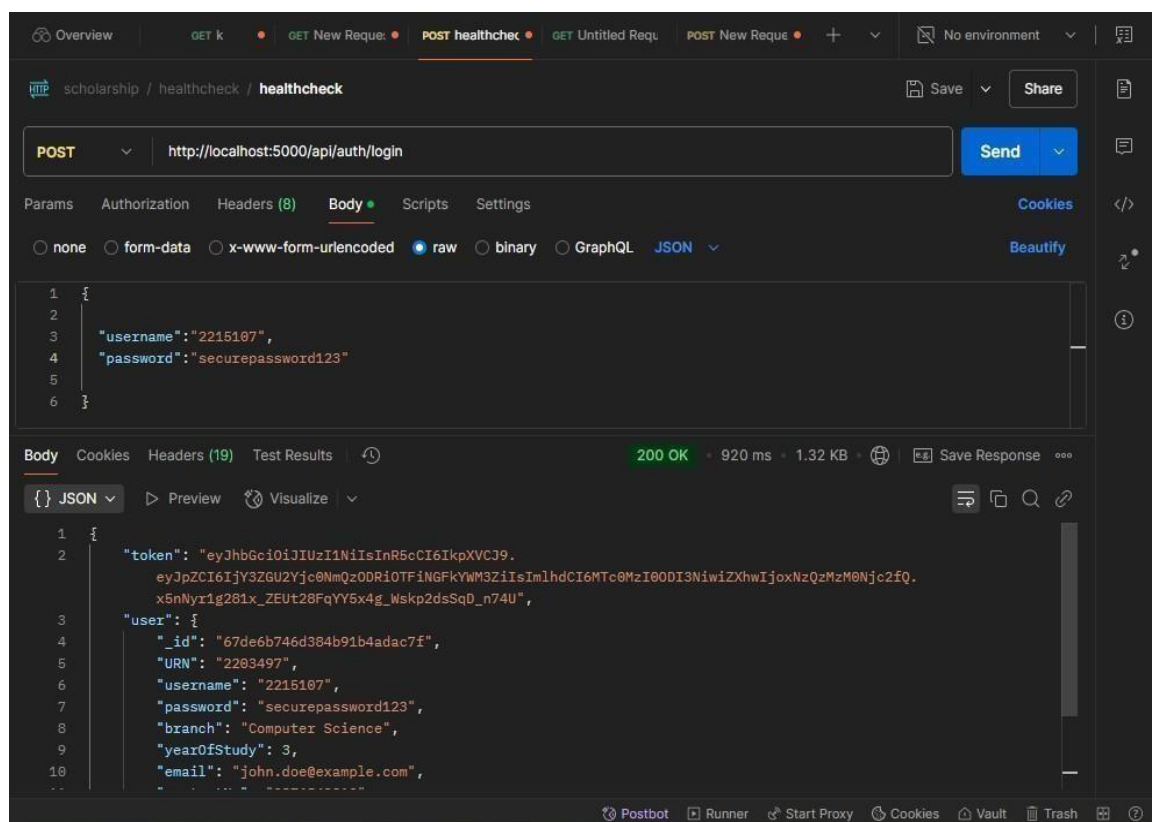 Overview GET k GET New Reque: POST healthchec GET Untitled Requ POST New Reque No environment
HTTP scholarship / healthcheck / healthcheck Save Share
POST http://localhost:5000/api/auth/login Send
Params Authorization Headers (8) Body Scripts Settings Cookies
none form-data x-www-form-urlencoded raw binary GraphQL JSON Beautify
1 {
2
3 "username":"2215107",
4 "password":"securepassword123"
5
6 }
Body Cookies Headers (19) Test Results 200 OK 920 ms 1.32 KB e.g. Save Response
{} JSON Preview Visualize
1 {
2 "token": "eyJhbGciOiJIUzI1NiIsInR5cCI6IkpXVCJ9.
eyJpZCI6IjY3ZGU2Yjc0NmQzODRiOTFiNGFkYWM3ZiIsImlhdCI6MTc0MzI0ODI3NiwiZXhwIjoxNzQzMzM0Njc2fQ.
x5nNyr1g281x_ZEUt28FqYY5x4g_Wskp2dsSqD_n74U",
3 "user": {
4 "_id": "67de6b746d384b91b4adac7f",
5 "URN": "2203497",
6 "username": "2215107",
7 "password": "securepassword123",
8 "branch": "Computer Science",
9 "yearOfStudy": 3,
10 "email": "john.doe@example.com",
Postbot Runner Start Proxy Cookies Vault Trash